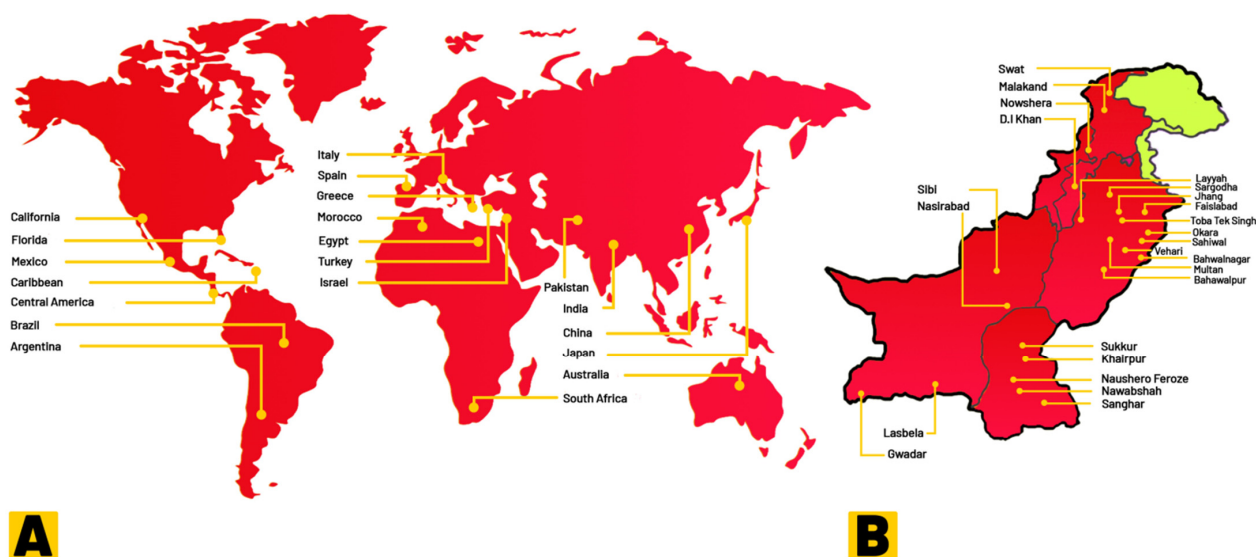 California
Florida
Mexico
Caribbean
Central America
Brazil
Argentina
Italy
Spain
Greece
Morocco
Egypt
Turkey
Israel
Pakistan
India
China
Japan
Australia
South Africa
A
Swat
Malakand
Nowshera
D.I Khan
Sibi
Nasirabad
Layyah
Sargodha
Jhang
Faislabad
Toba Tek Singh
Okara
Sahiwal
Vehari
Bahwalnagar
Multan
Bahawalpur
Sukkur
Khairpur
Naushero Feroze
Nawabshah
Sanghar
Lasbela
Gwadar
B